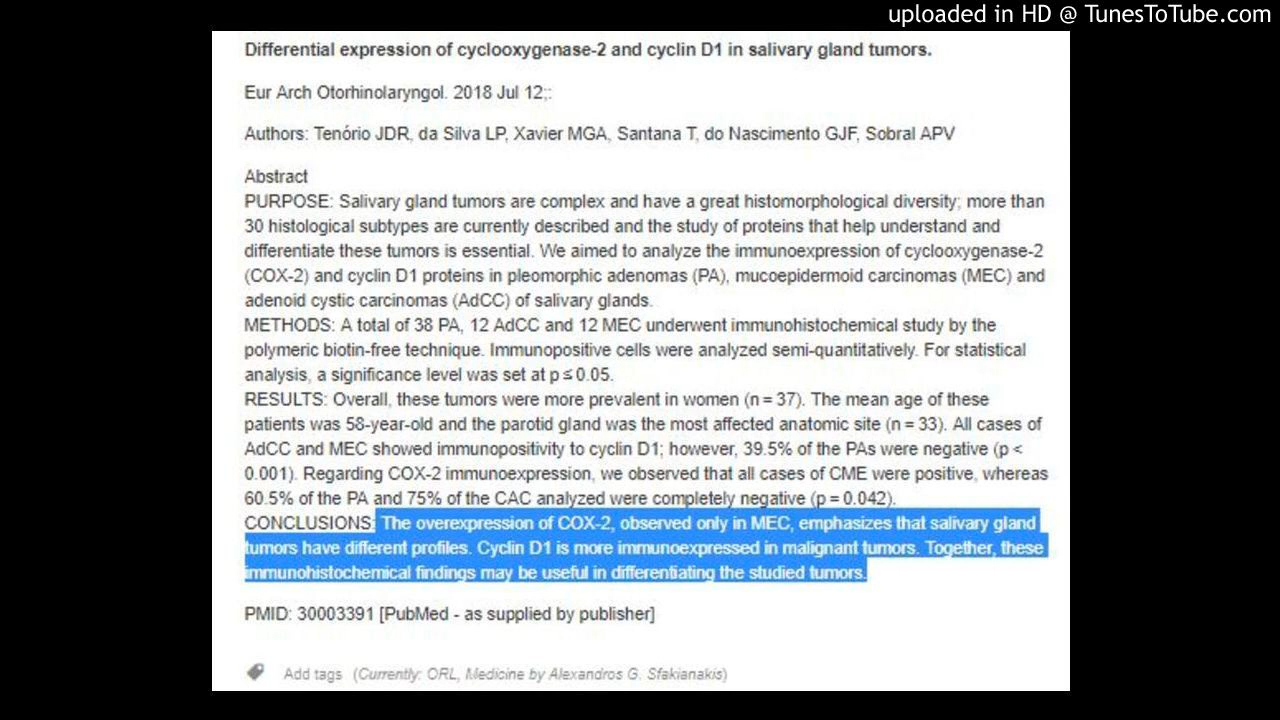 uploaded in HD @ TunesToTube.com
Differential expression of cyclooxygenase-2 and cyclin D1 in salivary gland tumors.
Eur Arch Otorhinolaryngol. 2018 Jul 12;:
Authors: Tenório JDR, da Silva LP, Xavier MGA, Santana T, do Nascimento GJF, Sobral APV
Abstract
PURPOSE: Salivary gland tumors are complex and have a great histomorphological diversity; more than
30 histological subtypes are currently described and the study of proteins that help understand and
differentiate these tumors is essential. We aimed to analyze the immunoexpression of cyclooxygenase-2
(COX-2) and cyclin D1 proteins in pleomorphic adenomas (PA), mucoepidermoid carcinomas (MEC) and
adenoid cystic carcinomas (AdCC) of salivary glands.
METHODS: A total of 38 PA, 12 AdCC and 12 MEC underwent immunohistochemical study by the
polymeric biotin-free technique. Immunopositive cells were analyzed semi-quantitatively. For statistical
analysis, a significance level was set at p ≤ 0.05.
RESULTS: Overall, these tumors were more prevalent in women (n = 37). The mean age of these
patients was 58-year-old and the parotid gland was the most affected anatomic site (n = 33). All cases of
AdCC and MEC showed immunopositivity to cyclin D1; however, 39.5% of the PAs were negative (p <
0.001). Regarding COX-2 immunoexpression, we observed that all cases of CME were positive, whereas
60.5% of the PA and 75% of the CAC analyzed were completely negative (p = 0.042).
CONCLUSIONS: The overexpression of COX-2, observed only in MEC, emphasizes that salivary gland
tumors have different profiles. Cyclin D1 is more immunoexpressed in malignant tumors. Together, these
immunohistochemical findings may be useful in differentiating the studied tumors.
PMID: 30003391 [PubMed - as supplied by publisher]
Add tags (Currently: ORL, Medicine by Alexandros G. Sfakianakis)